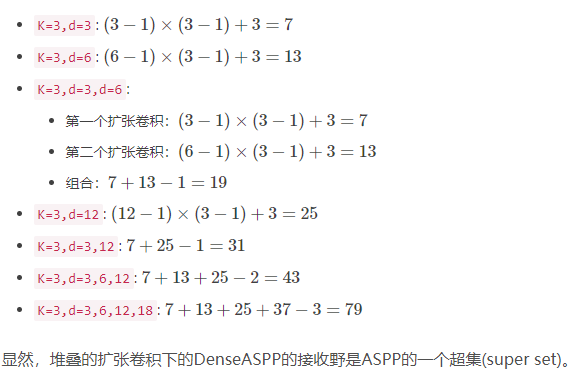 K=3,d=3: (3 − 1) × (3 − 1) + 3 = 7
K=3,d=6: (6 − 1) × (3 − 1) + 3 = 13
K=3,d=3,d=6:
第一个扩张卷积: (3 − 1) × (3 − 1) + 3 = 7
第二个扩张卷积: (6 − 1) × (3 − 1) + 3 = 13
组合: 7 + 13 − 1 = 19
K=3,d=12: (12 − 1) × (3 − 1) + 3 = 25
K=3,d=3,12: 7 + 25 − 1 = 31
K=3,d=3,6,12: 7 + 13 + 25 − 2 = 43
K=3,d=3,6,12,18: 7 + 13 + 25 + 37 − 3 = 79
显然，堆叠的扩张卷积下的DenseASPP的接收野是ASPP的一个超集(super set)。